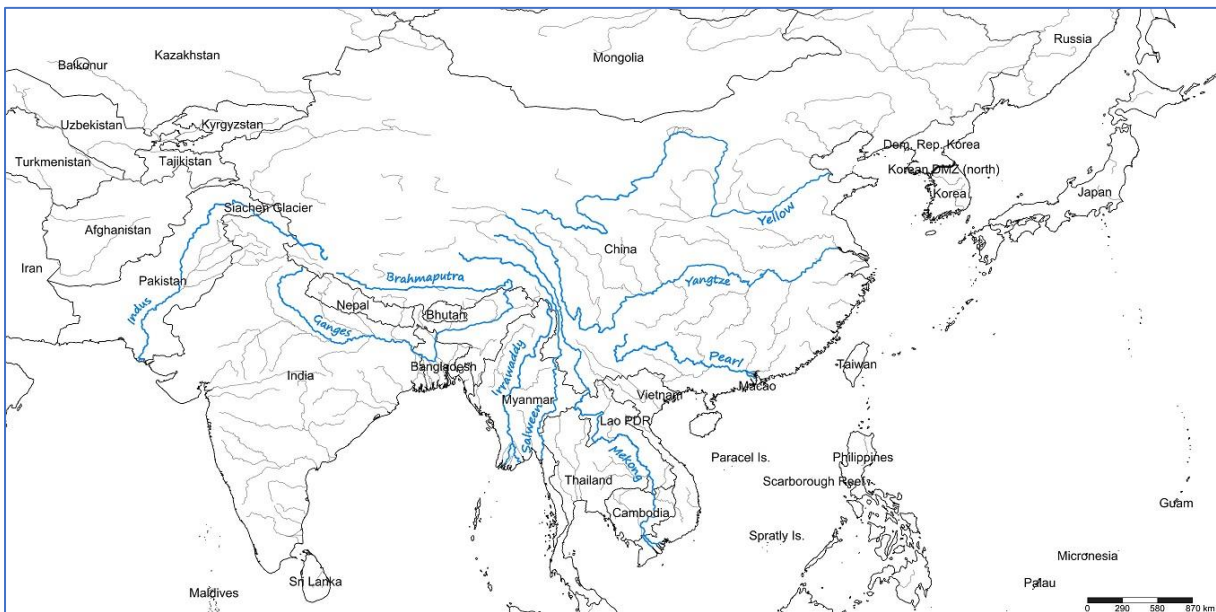 Russia
Kazakhstan
Mongolia
Baikonur
Uzbekistan
Kyrgyzstan
Dem. Rep. Korea
Turkmenistan
Tajikistan
Korean DMZ (north)
Korea
Japan
Siachen Glacier
Yellow
Afghanistan
China
Iran
Pakistan
Brahmaputra
Yangtze
Nepal
Bhutan
Indus
Ganges
Pearl
Taiwan
Bangladesh
India
Irrawaddy
Macao
Vietnam
Myanmar
Salween
Lao PDR
Mekong
Paracel Is.
Philippines
Thailand
Scarborough Reef
Guam
Cambodia
Spratly Is.
Micronesia
Sri Lanka
Palau
Maldives
0 290 580 870 km